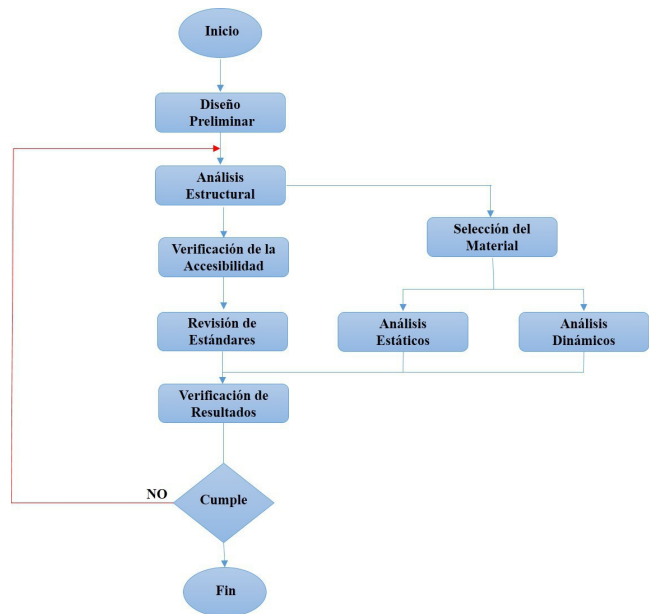 Inicio
Diseño
Preliminar
Análisis
Estructural
Selección del
Material
Verificación de la
Accesibilidad
Revisión de
Estándares
Análisis
Estáticos
Análisis
Dinámicos
Verificación de
Resultados
NO
Cumple
Fin